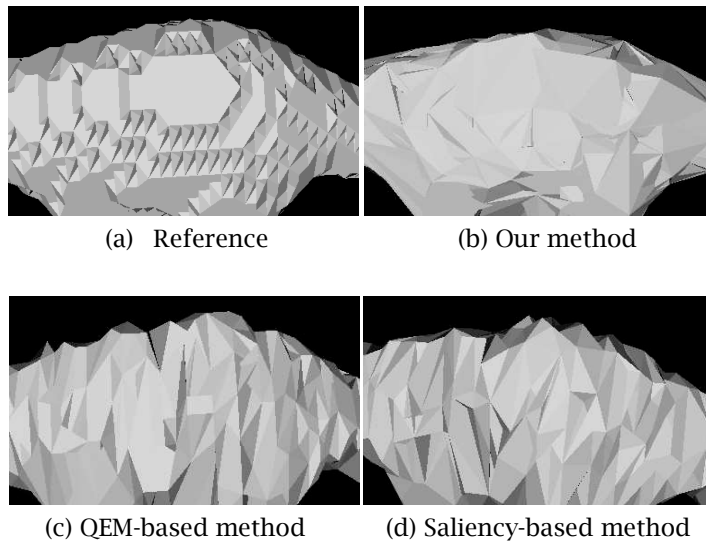 (a) Reference
(b) Our method
(c) QEM-based method
(d) Saliency-based method